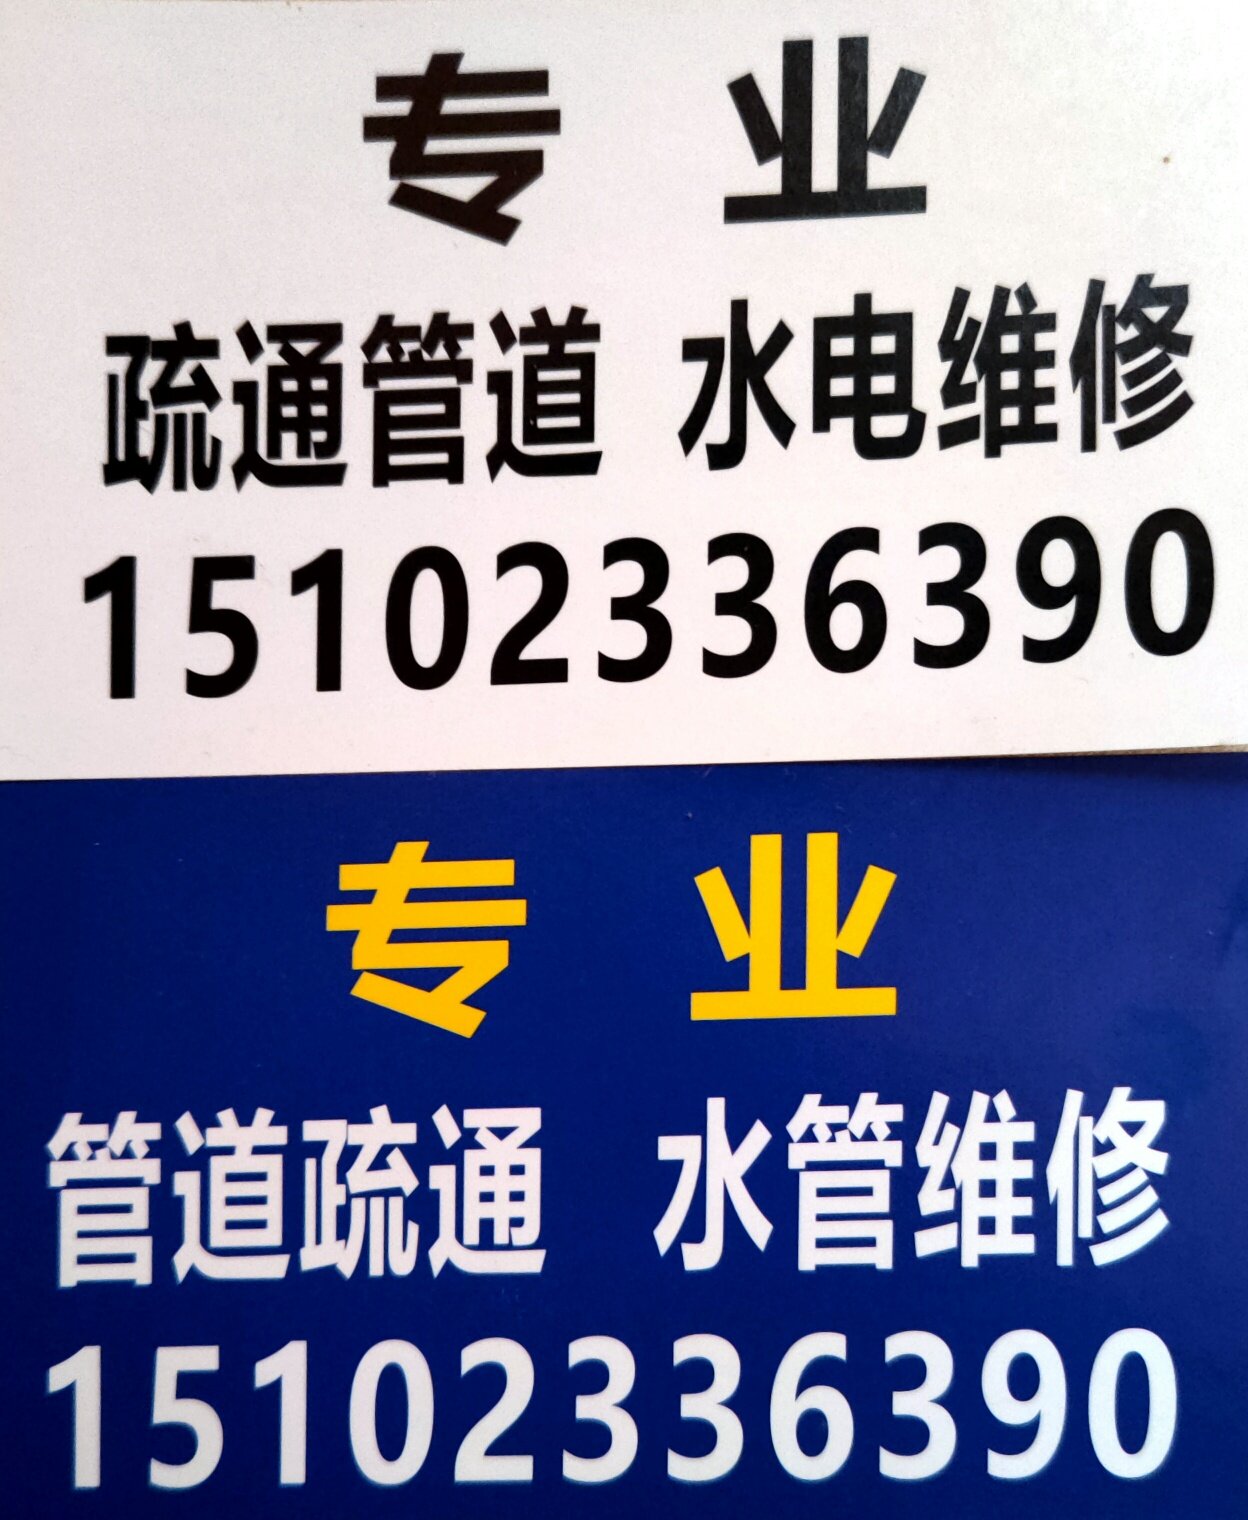 专 业
疏通管道 水电维修
15102336390
专 业
管道疏通 水管维修
15102336390